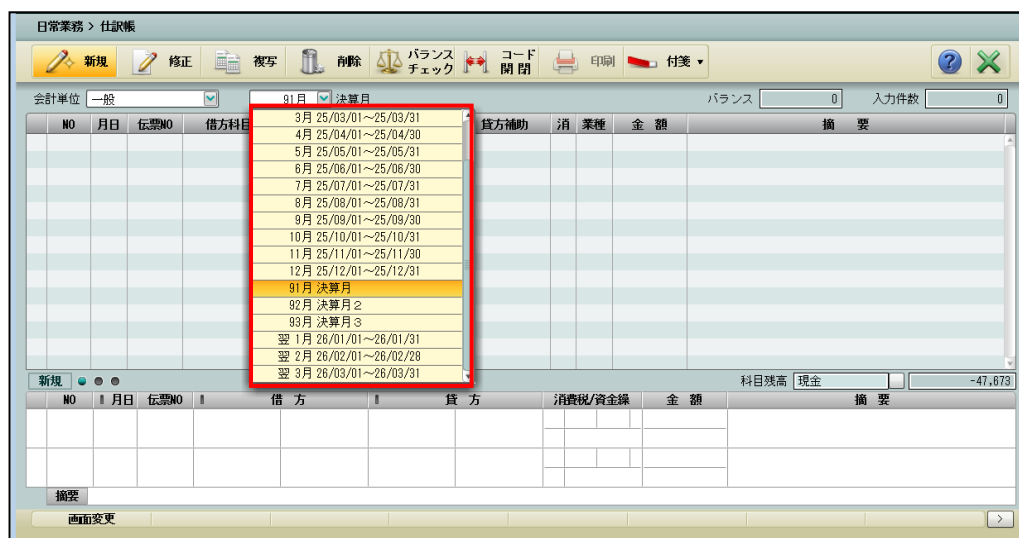 日常業務 > 仕訳帳
新規 修正 複写 削除 バランスチェック コード開閉 印刷 付箋 ?
会計単位 一般 91月 決算月 バランス 0 入力件数 0
NO 月日 伝票NO 借方科目 貸方補助 消 業種 金 額 摘 要
3月 25/03/01～25/03/31
4月 25/04/01～25/04/30
5月 25/05/01～25/05/31
6月 25/06/01～25/06/30
7月 25/07/01～25/07/31
8月 25/08/01～25/08/31
9月 25/09/01～25/09/30
10月 25/10/01～25/10/31
11月 25/11/01～25/11/30
12月 25/12/01～25/12/31
91月 決算月
92月 決算月２
93月 決算月３
翌 1月 26/01/01～26/01/31
翌 2月 26/02/01～26/02/28
翌 3月 26/03/01～26/03/31
新規 科目残高 現金 -47,673
NO 月日 伝票NO 借 方 貸 方 消費税/資金繰 金 額 摘 要
摘要
画面変更 >